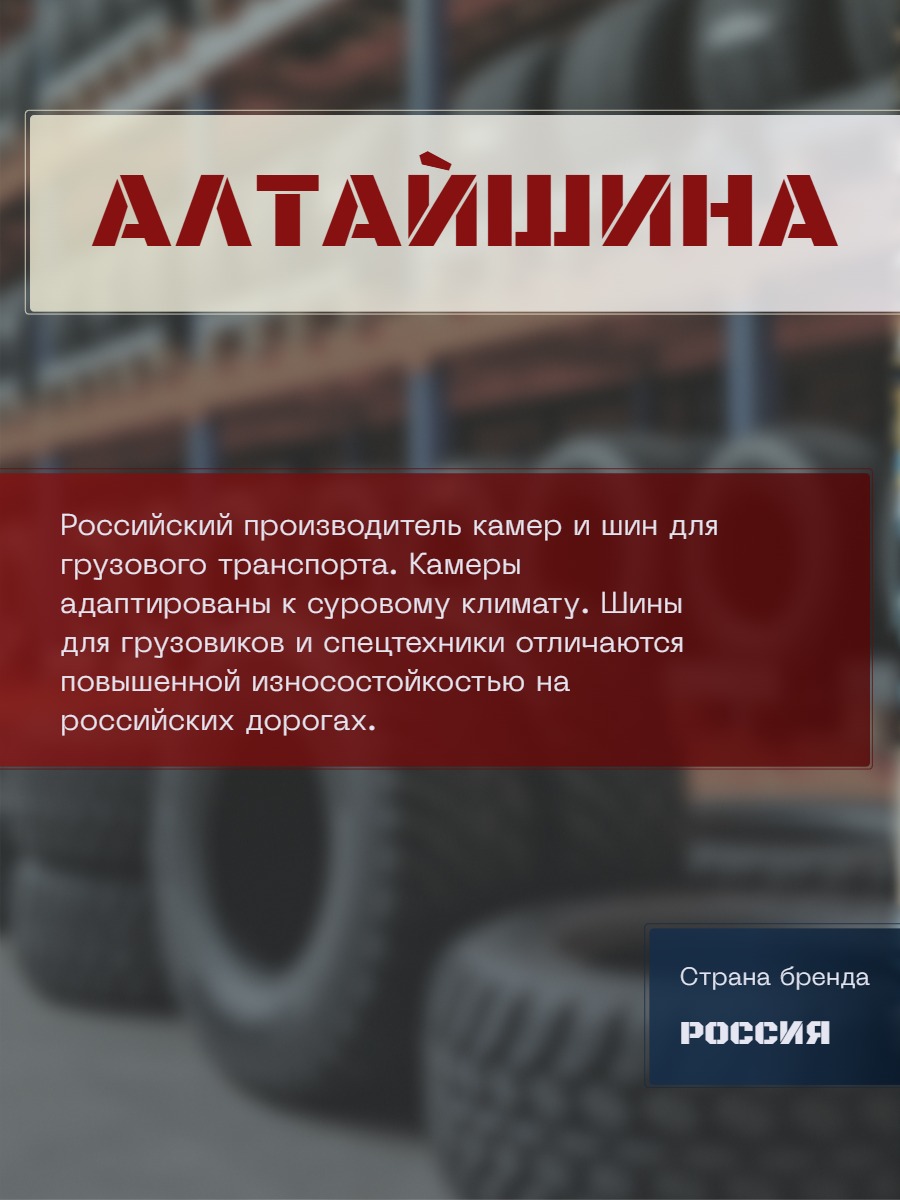 АЛТАЙШИНА
Российский производитель камер и шин для
грузового транспорта. Камеры
адаптированы к суровому климату. Шины
для грузовиков и спецтехники отличаются
повышенной износостойкостью на
российских дорогах.
Страна бренда
РОССИЯ